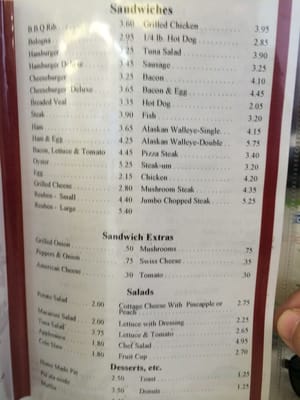 Sandwiches
B B Q Rib 3.60 Grilled Chicken 3.95
Bologna 2.95 1/4 lb. Hot Dog 2.85
Hamburger 3.25 Tuna Salad 3.90
Hamburger Deluxe 3.45 Sausage 3.25
Cheeseburger 3.25 Bacon 4.10
Cheeseburger Deluxe 3.65 Bacon & Egg 4.45
Breaded Veal 3.35 Hot Dog 2.05
Steak 3.90 Fish 3.20
Ham 3.65 Alaskan Walleye-Single 4.15
Ham & Egg 4.25 Alaskan Walleye-Double 5.75
Bacon, Lettuce & Tomato 4.45 Pizza Steak 3.40
Oyster 5.25 Steak-um 3.20
Egg 2.15 Chicken 4.20
Grilled Cheese 2.80 Mushroom Steak 4.35
Reuben - Small 4.40 Jumbo Chopped Steak 5.25
Reuben - Large 5.40
Sandwich Extras
Grilled Onion .50 Mushrooms .75
Peppers & Onion .75 Swiss Cheese .35
American Cheese .30 Tomato .30
Salads
Potato Salad 2.00 Cottage Cheese With Pineapple or
Peach 2.75
Macaroni Salad 2.00 Lettuce with Dressing 2.25
Tuna Salad 3.75 Lettuce & Tomato 2.65
Applesauce 1.80 Chef Salad 4.95
Cole Slaw 1.80 Fruit Cup 2.70
Desserts, etc.
Home Made Pie 2.50 Toast 1.25
3.50 Donuts 1.25